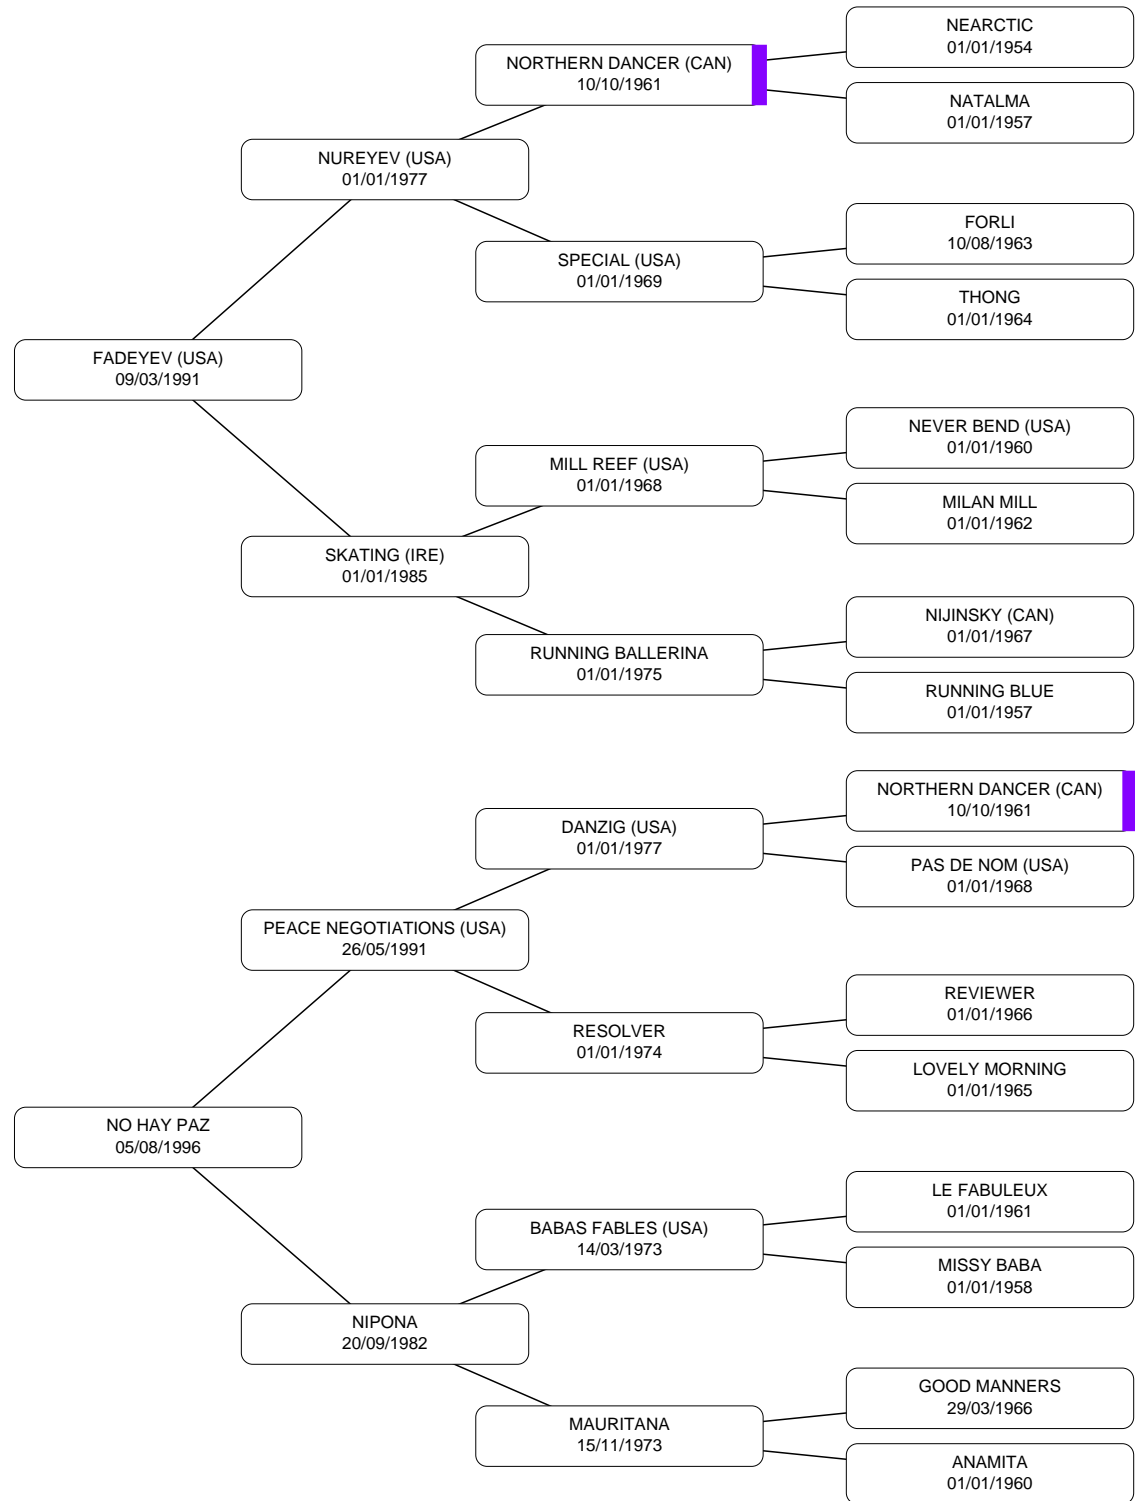 NEARCTIC
01/01/1954
NORTHERN DANCER (CAN)
10/10/1961
NATALMA
01/01/1957
NUREYEV (USA)
01/01/1977
FORLI
10/08/1963
SPECIAL (USA)
01/01/1969
THONG
01/01/1964
FADEYEV (USA)
09/03/1991
NEVER BEND (USA)
01/01/1960
MILL REEF (USA)
01/01/1968
MILAN MILL
01/01/1962
SKATING (IRE)
01/01/1985
NIJINSKY (CAN)
01/01/1967
RUNNING BALLERINA
01/01/1975
RUNNING BLUE
01/01/1957
NORTHERN DANCER (CAN)
10/10/1961
DANZIG (USA)
01/01/1977
PAS DE NOM (USA)
01/01/1968
PEACE NEGOTIATIONS (USA)
26/05/1991
REVIEWER
01/01/1966
RESOLVER
01/01/1974
LOVELY MORNING
01/01/1965
NO HAY PAZ
05/08/1996
LE FABULEUX
01/01/1961
BABAS FABLES (USA)
14/03/1973
MISSY BABA
01/01/1958
NIPONA
20/09/1982
GOOD MANNERS
29/03/1966
MAURITANA
15/11/1973
ANAMITA
01/01/1960